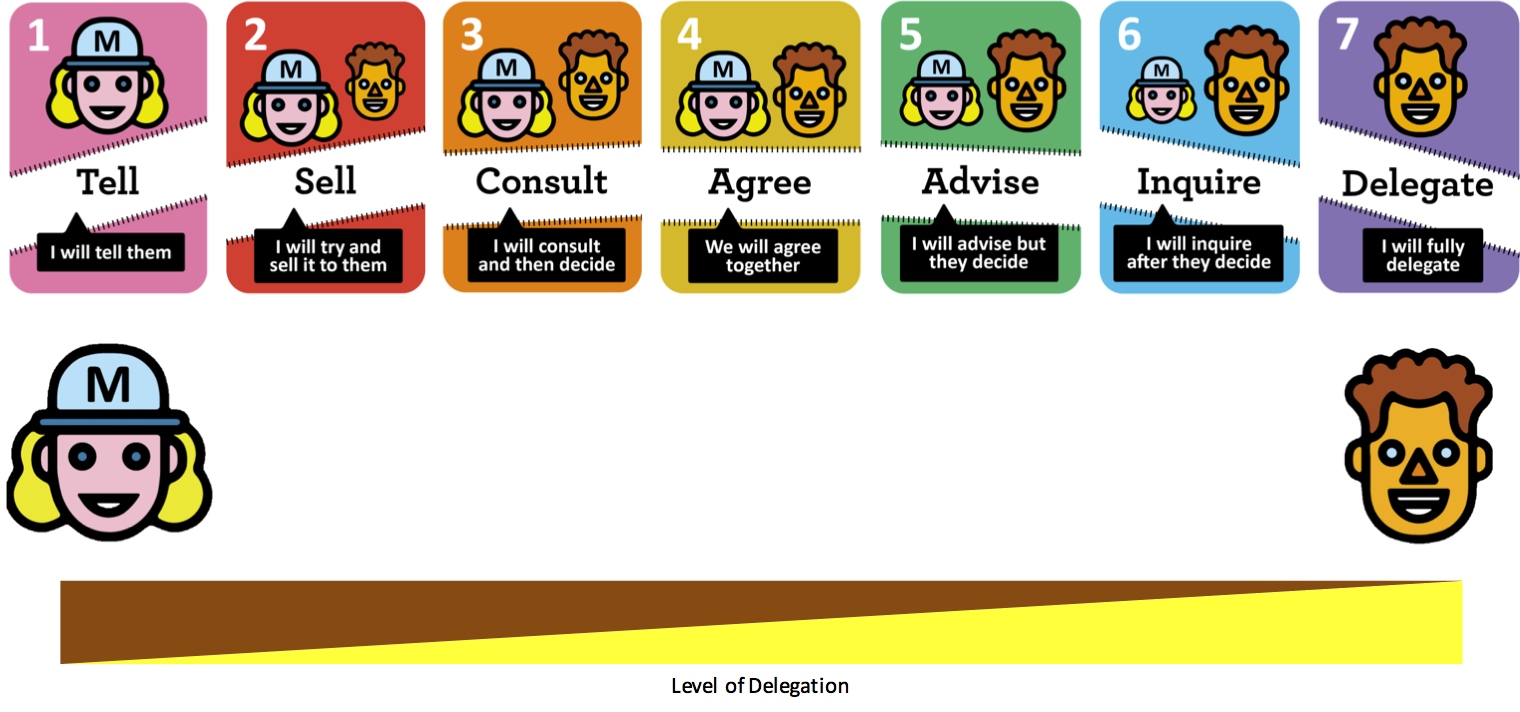 1
M
Tell
I will tell them
2
M
Sell
I will try and
sell it to them
3
M
Consult
I will consult
and then decide
4
M
Agree
We will agree
together
5
M
Advise
I will advise but
they decide
6
M
Inquire
I will inquire
after they decide
7
Delegate
I will fully
delegate
M
Level of Delegation